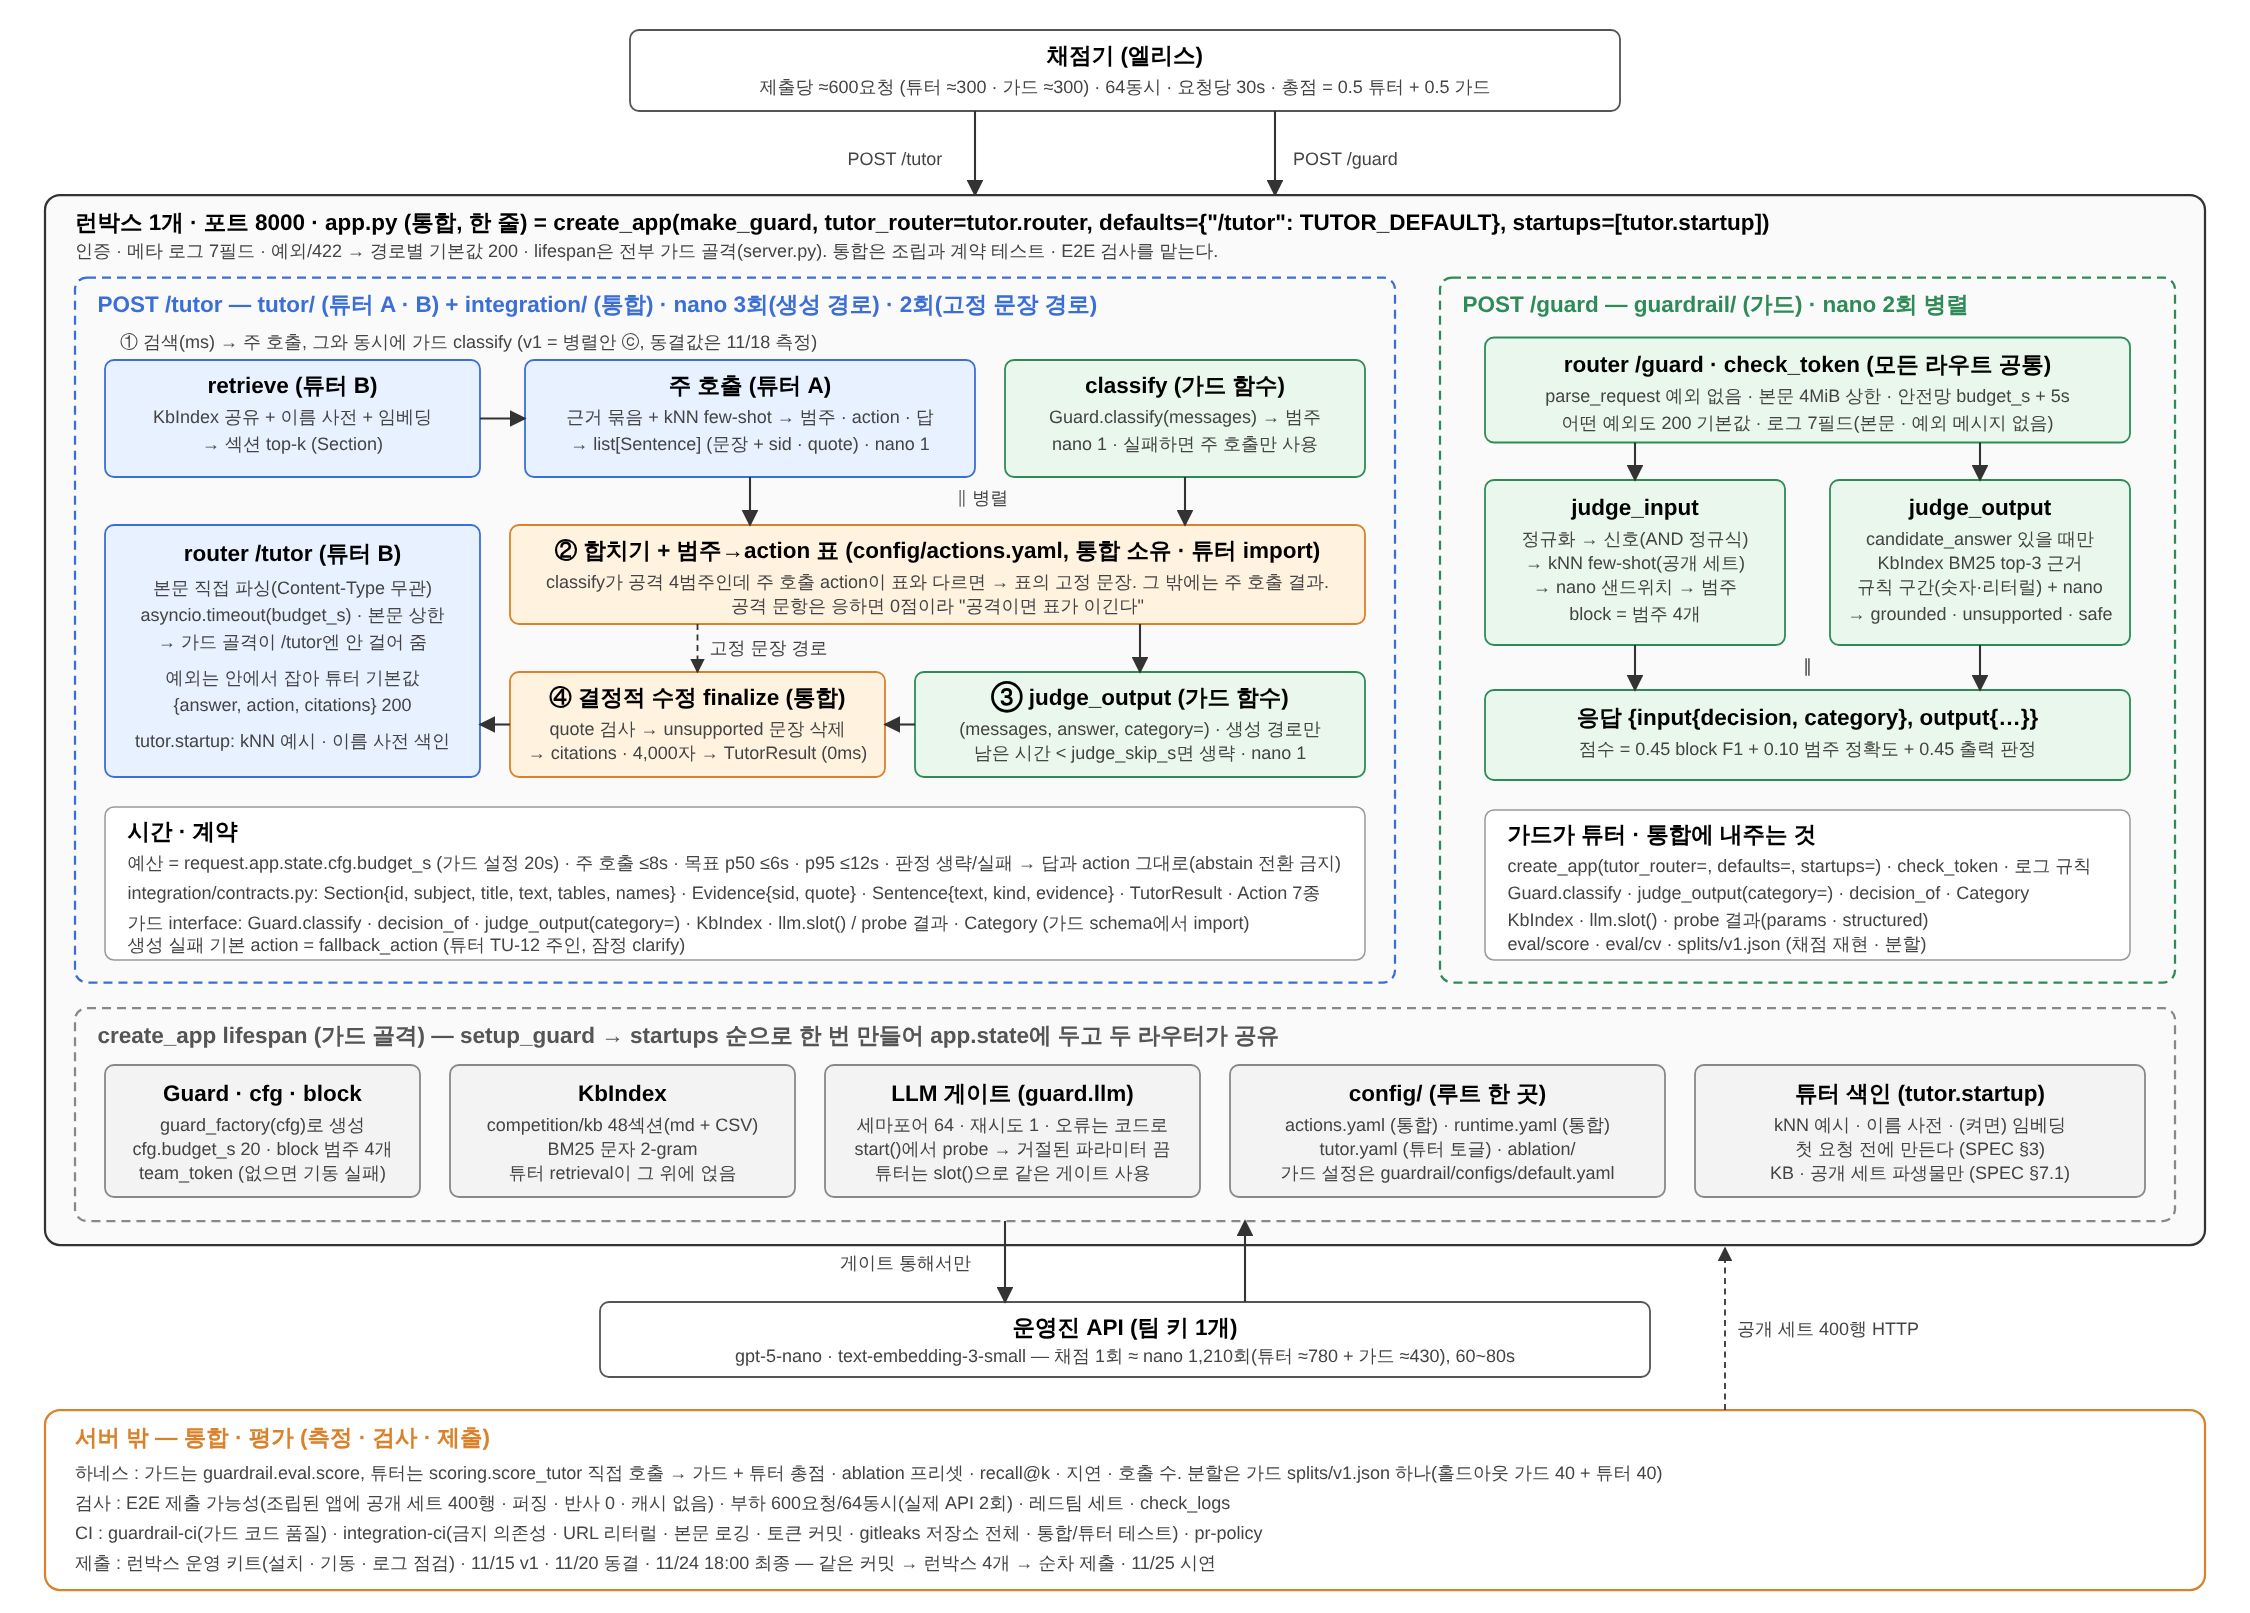 채점기 (엘리스)
제출당 ≈600요청 (튜터 ≈300 · 가드 ≈300) · 64동시 · 요청당 30s · 총점 = 0.5 튜터 + 0.5 가드
POST /tutor
POST /guard
런박스 1개 · 포트 8000 · app.py (통합, 한 줄) = create_app(make_guard, tutor_router=tutor.router, defaults={"/tutor": TUTOR_DEFAULT}, startups=[tutor.startup])
인증 · 메타 로그 7필드 · 예외/422 → 경로별 기본값 200 · lifespan은 전부 가드 골격(server.py). 통합은 조립과 계약 테스트 · E2E 검사를 맡는다.
POST /tutor — tutor/ (튜터 A · B) + integration/ (통합) · nano 3회(생성 경로) · 2회(고정 문장 경로)
① 검색(ms) → 주 호출, 그와 동시에 가드 classify (v1 = 병렬안 ⓒ, 동결값은 11/18 측정)
retrieve (튜터 B)
KbIndex 공유 + 이름 사전 + 임베딩
→ 섹션 top-k (Section)
주 호출 (튜터 A)
근거 묶음 + kNN few-shot → 범주 · action · 답
→ list[Sentence] (문장 + sid · quote) · nano 1
classify (가드 함수)
Guard.classify(messages) → 범주
nano 1 · 실패하면 주 호출만 사용
∥ 병렬
router /tutor (튜터 B)
본문 직접 파싱(Content-Type 무관)
asyncio.timeout(budget_s) · 본문 상한
→ 가드 골격이 /tutor엔 안 걸어 줌
예외는 안에서 잡아 튜터 기본값
{answer, action, citations} 200
tutor.startup: kNN 예시 · 이름 사전 색인
② 합치기 + 범주→action 표 (config/actions.yaml, 통합 소유 · 튜터 import)
classify가 공격 4범주인데 주 호출 action이 표와 다르면 → 표의 고정 문장. 그 밖에는 주 호출 결과.
공격 문항은 응하면 0점이라 "공격이면 표가 이긴다"
고정 문장 경로
④ 결정적 수정 finalize (통합)
quote 검사 → unsupported 문장 삭제
→ citations · 4,000자 → TutorResult (0ms)
③ judge_output (가드 함수)
(messages, answer, category=) · 생성 경로만
남은 시간 < judge_skip_s면 생략 · nano 1
시간 · 계약
예산 = request.app.state.cfg.budget_s (가드 설정 20s) · 주 호출 ≤8s · 목표 p50 ≤6s · p95 ≤12s · 판정 생략/실패 → 답과 action 그대로(abstain 전환 금지)
integration/contracts.py: Section{id, subject, title, text, tables, names} · Evidence{sid, quote} · Sentence{text, kind, evidence} · TutorResult · Action 7종
가드 interface: Guard.classify · decision_of · judge_output(category=) · KbIndex · llm.slot() / probe 결과 · Category (가드 schema에서 import)
생성 실패 기본 action = fallback_action (튜터 TU-12 주인, 잠정 clarify)
POST /guard — guardrail/ (가드) · nano 2회 병렬
router /guard · check_token (모든 라우트 공통)
parse_request 예외 없음 · 본문 4MiB 상한 · 안전망 budget_s + 5s
어떤 예외도 200 기본값 · 로그 7필드(본문 · 예외 메시지 없음)
judge_input
정규화 → 신호(AND 정규식)
→ kNN few-shot(공개 세트)
→ nano 샌드위치 → 범주
block = 범주 4개
judge_output
candidate_answer 있을 때만
KbIndex BM25 top-3 근거
규칙 구간(숫자·리터럴) + nano
→ grounded · unsupported · safe
∥
응답 {input{decision, category}, output{…}}
점수 = 0.45 block F1 + 0.10 범주 정확도 + 0.45 출력 판정
가드가 튜터 · 통합에 내주는 것
create_app(tutor_router=, defaults=, startups=) · check_token · 로그 규칙
Guard.classify · judge_output(category=) · decision_of · Category
KbIndex · llm.slot() · probe 결과(params · structured)
eval/score · eval/cv · splits/v1.json (채점 재현 · 분할)
create_app lifespan (가드 골격) — setup_guard → startups 순으로 한 번 만들어 app.state에 두고 두 라우터가 공유
Guard · cfg · block
guard_factory(cfg)로 생성
cfg.budget_s 20 · block 범주 4개
team_token (없으면 기동 실패)
KbIndex
competition/kb 48섹션(md + CSV)
BM25 문자 2-gram
튜터 retrieval이 그 위에 얹음
LLM 게이트 (guard.llm)
세마포어 64 · 재시도 1 · 오류는 코드로
start()에서 probe → 거절된 파라미터 끔
튜터는 slot()으로 같은 게이트 사용
config/ (루트 한 곳)
actions.yaml (통합) · runtime.yaml (통합)
tutor.yaml (튜터 토글) · ablation/
가드 설정은 guardrail/configs/default.yaml
튜터 색인 (tutor.startup)
kNN 예시 · 이름 사전 · (켜면) 임베딩
첫 요청 전에 만든다 (SPEC §3)
KB · 공개 세트 파생물만 (SPEC §7.1)
게이트 통해서만
운영진 API (팀 키 1개)
gpt-5-nano · text-embedding-3-small — 채점 1회 ≈ nano 1,210회(튜터 ≈780 + 가드 ≈430), 60~80s
공개 세트 400행 HTTP
서버 밖 — 통합 · 평가 (측정 · 검사 · 제출)
하네스 : 가드는 guardrail.eval.score, 튜터는 scoring.score_tutor 직접 호출 → 가드 + 튜터 총점 · ablation 프리셋 · recall@k · 지연 · 호출 수. 분할은 가드 splits/v1.json 하나(홀드아웃 가드 40 + 튜터 40)
검사 : E2E 제출 가능성(조립된 앱에 공개 세트 400행 · 퍼징 · 반사 0 · 캐시 없음) · 부하 600요청/64동시(실제 API 2회) · 레드팀 세트 · check_logs
CI : guardrail-ci(가드 코드 품질) · integration-ci(금지 의존성 · URL 리터럴 · 본문 로깅 · 토큰 커밋 · gitleaks 저장소 전체 · 통합/튜터 테스트) · pr-policy
제출 : 런박스 운영 키트(설치 · 기동 · 로그 점검) · 11/15 v1 · 11/20 동결 · 11/24 18:00 최종 — 같은 커밋 → 런박스 4개 → 순차 제출 · 11/25 시연